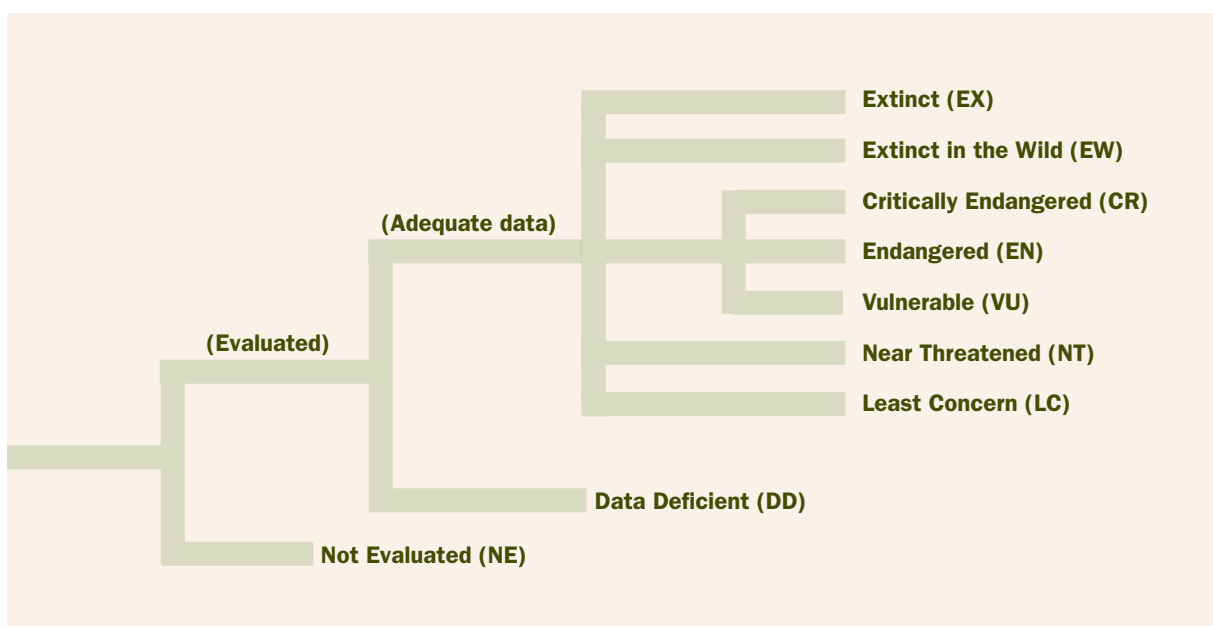 Extinct (EX)
Extinct in the Wild (EW)
Critically Endangered (CR)
(Adequate data)
Endangered (EN)
Vulnerable (VU)
(Evaluated)
Near Threatened (NT)
Least Concern (LC)
Data Deficient (DD)
Not Evaluated (NE)